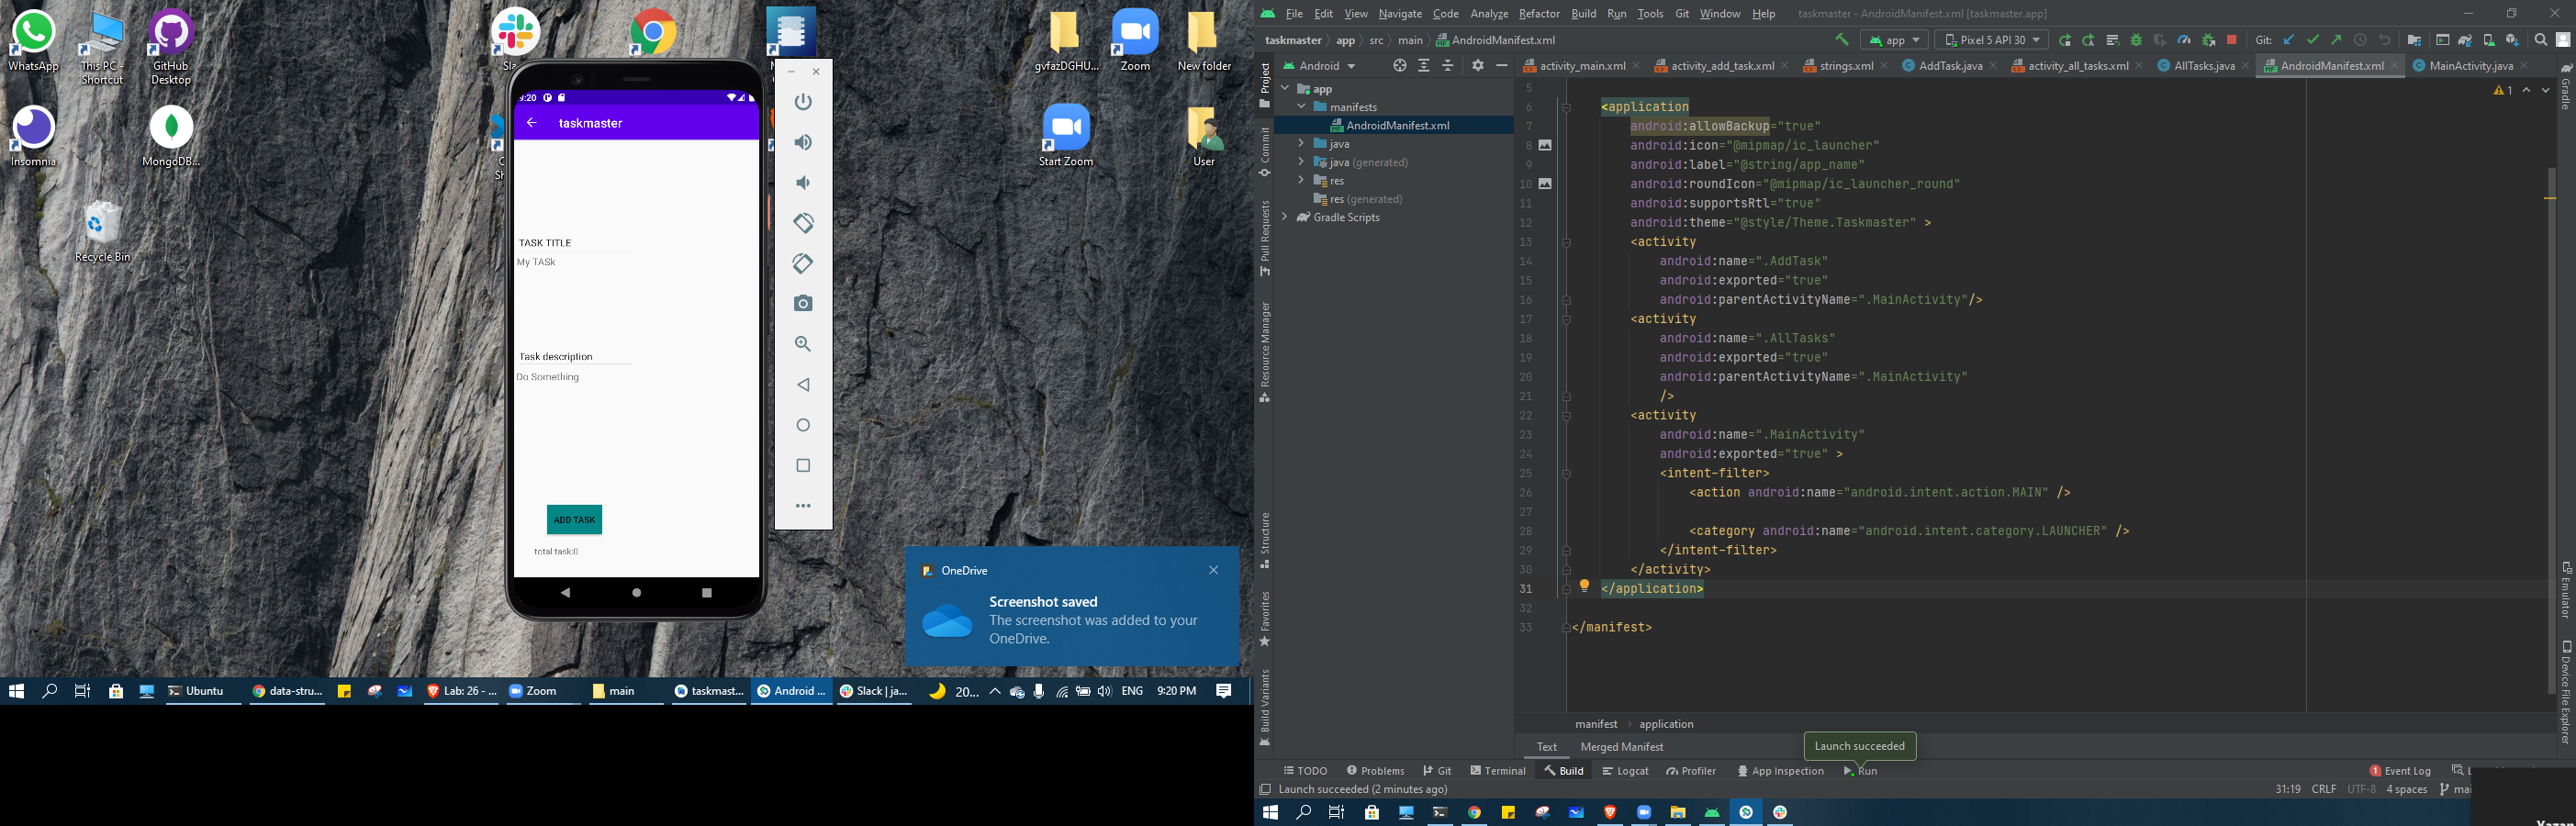 WhatsApp
This PC - Shortcut
GitHub Desktop
Insomnia
MongoDB...
Recycle Bin
gvfazDGHU...
Zoom
New folder
Start Zoom
User
9:20
taskmaster
TASK TITLE
My TASk
Task description
Do Something
ADD TASK
total task:0
OneDrive
Screenshot saved
The screenshot was added to your
OneDrive.
Ubuntu
data-stru...
Lab: 26 - ...
Zoom
main
taskmast...
Android ...
Slack | ja...
20...
ENG
9:20 PM
File Edit View Navigate Code Analyze Refactor Build Run Tools Git Window Help taskmaster - AndroidManifest.xml [taskmaster.app]
taskmaster app src main AndroidManifest.xml
app
Pixel 5 API 30
Git:
Android
activity_main.xml
activity_add_task.xml
strings.xml
AddTask.java
activity_all_tasks.xml
AllTasks.java
AndroidManifest.xml
MainActivity.java
Project
Commit
Pull Requests
Resource Manager
Structure
Favorites
Build Variants
app
manifests
AndroidManifest.xml
java
java (generated)
res
res (generated)
Gradle Scripts
1
5
6 <application
7 android:allowBackup="true"
8 android:icon="@mipmap/ic_launcher"
9 android:label="@string/app_name"
10 android:roundIcon="@mipmap/ic_launcher_round"
11 android:supportsRtl="true"
12 android:theme="@style/Theme.Taskmaster" >
13 <activity
14 android:name=".AddTask"
15 android:exported="true"
16 android:parentActivityName=".MainActivity"/>
17 <activity
18 android:name=".AllTasks"
19 android:exported="true"
20 android:parentActivityName=".MainActivity"
21 />
22 <activity
23 android:name=".MainActivity"
24 android:exported="true" >
25 <intent-filter>
26 <action android:name="android.intent.action.MAIN" />
27
28 <category android:name="android.intent.category.LAUNCHER" />
29 </intent-filter>
30 </activity>
31 </application>
32
33 </manifest>
Gradle
Emulator
Device File Explorer
manifest application
Text Merged Manifest
Launch succeeded
TODO Problems Git Terminal Build Logcat Profiler App Inspection Run
1 Event Log
Launch succeeded (2 minutes ago)
31:19 CRLF UTF-8 4 spaces